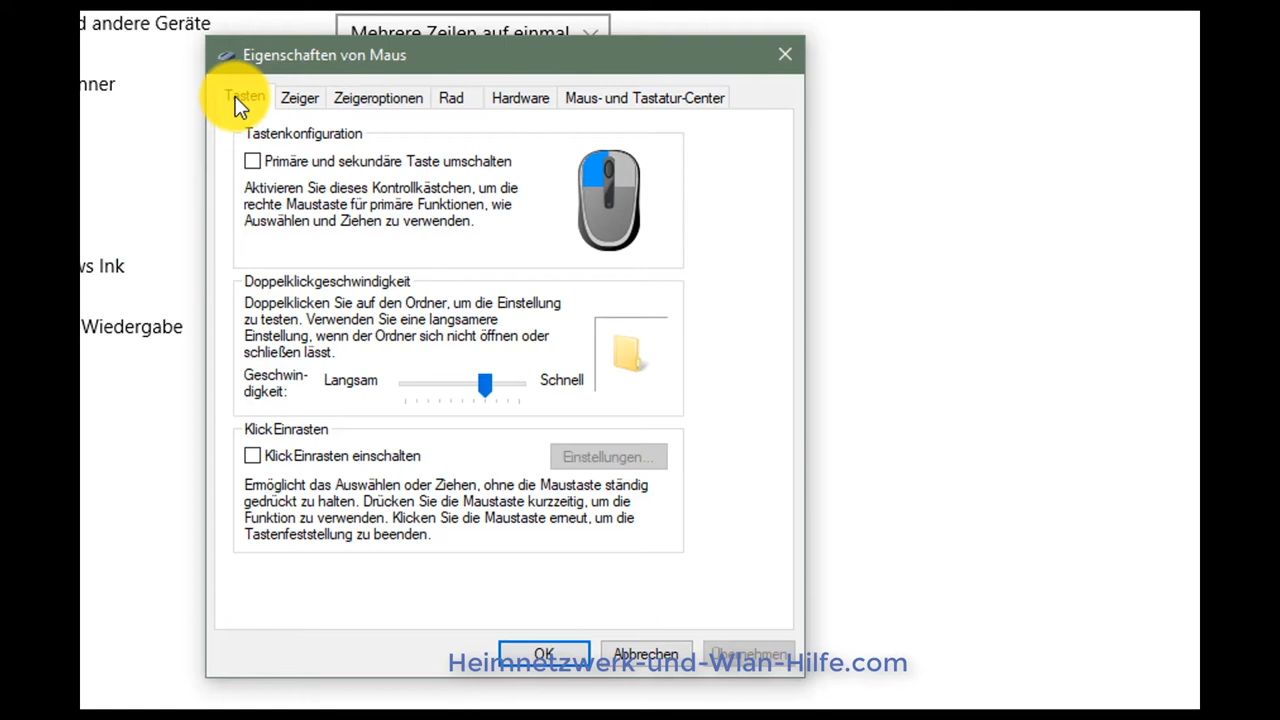 d andere Geräte
Mehrere Zeilen auf einmal
Eigenschaften von Maus
nner
Tasten Zeiger Zeigeroptionen Rad Hardware Maus- und Tastatur-Center
Tastenkonfiguration
Primäre und sekundäre Taste umschalten
Aktivieren Sie dieses Kontrollkästchen, um die
rechte Maustaste für primäre Funktionen, wie
Auswählen und Ziehen zu verwenden.
ws Ink
Doppelklickgeschwindigkeit
Doppelklicken Sie auf den Ordner, um die Einstellung
zu testen. Verwenden Sie eine langsamere
Einstellung, wenn der Ordner sich nicht öffnen oder
schließen lässt.
Wiedergabe
Geschwin-
digkeit:
Langsam Schnell
KlickEinrasten
KlickEinrasten einschalten Einstellungen...
Ermöglicht das Auswählen oder Ziehen, ohne die Maustaste ständig
gedrückt zu halten. Drücken Sie die Maustaste kurzzeitig, um die
Funktion zu verwenden. Klicken Sie die Maustaste erneut, um die
Tastenfeststellung zu beenden.
OK Abbrechen Übernehmen
Heimnetzwerk-und-Wlan-Hilfe.com